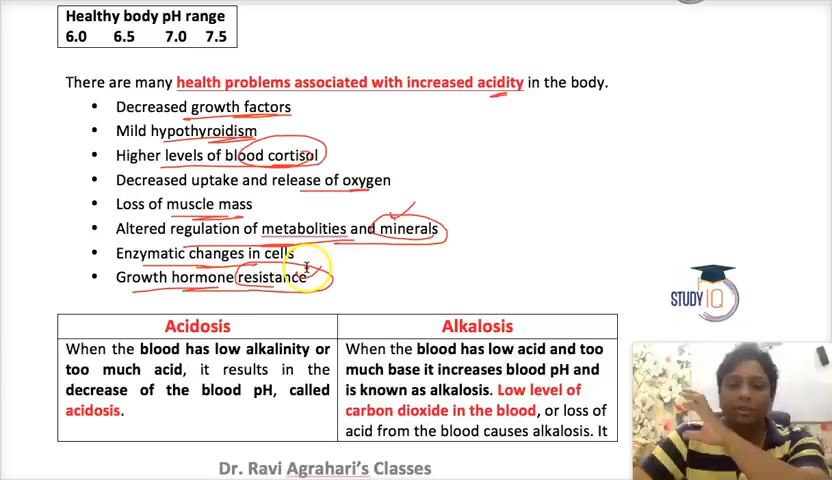 Healthy body pH range
6.0 6.5 7.0 7.5
There are many health problems associated with increased acidity in the body.
• Decreased growth factors
• Mild hypothyroidism
• Higher levels of blood cortisol
• Decreased uptake and release of oxygen
• Loss of muscle mass
• Altered regulation of metabolities and minerals
• Enzymatic changes in cells
• Growth hormone resistance
STUDY IQ
Acidosis
When the blood has low alkalinity or
too much acid, it results in the
decrease of the blood pH, called
acidosis.
Alkalosis
When the blood has low acid and too
much base it increases blood pH and
is known as alkalosis. Low level of
carbon dioxide in the blood, or loss of
acid from the blood causes alkalosis. It
Dr. Ravi Agrahari's Classes